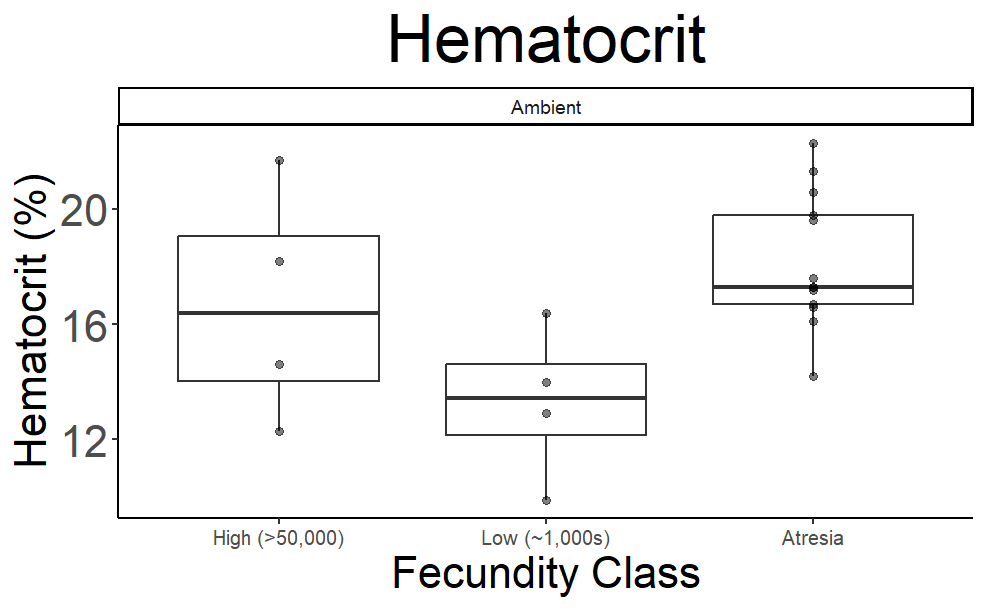 Hematocrit
Ambient
Hematocrit (%)
20
16
12
High (>50,000)
Low (~1,000s)
Atresia
Fecundity Class